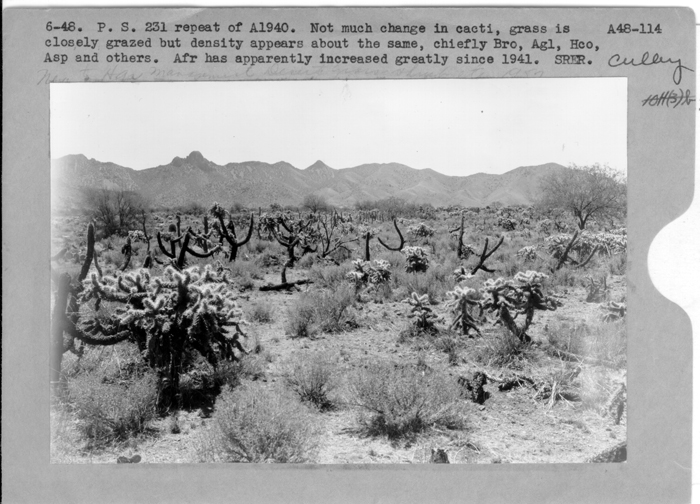 6-48. P. S. 231 repeat of A1940. Not much change in cacti, grass is A48-114
closely grazed but density appears about the same, chiefly Bro, Agl, Hco,
Asp and others. Afr has apparently increased greatly since 1941. SRER. Culley